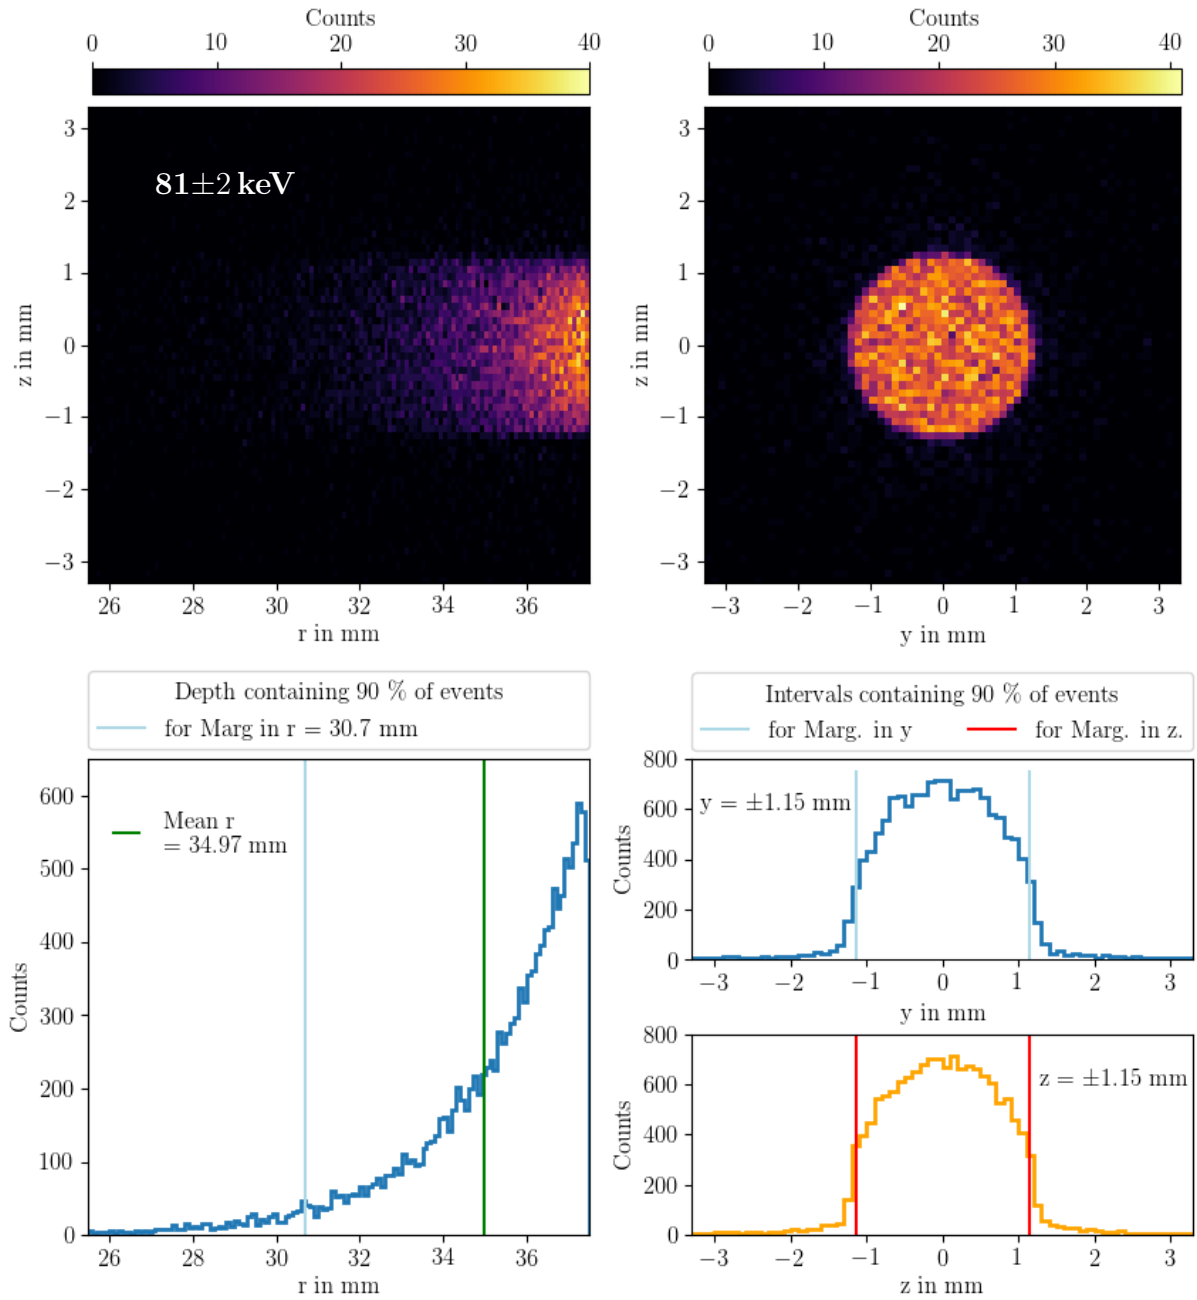 Counts
0 10 20 30 40
3
2
1
0
−1
−2
−3
z in mm
81±2 keV
26 28 30 32 34 36
r in mm
Counts
0 10 20 30 40
3
2
1
0
−1
−2
−3
z in mm
−3 −2 −1 0 1 2 3
y in mm
Depth containing 90 % of events
for Marg in r = 30.7 mm
600
500
400
300
200
100
0
Counts
Mean r
= 34.97 mm
26 28 30 32 34 36
r in mm
Intervals containing 90 % of events
for Marg. in y for Marg. in z.
800
600
400
200
0
Counts
y = ±1.15 mm
−3 −2 −1 0 1 2 3
y in mm
800
600
400
200
0
Counts
z = ±1.15 mm
−3 −2 −1 0 1 2 3
z in mm